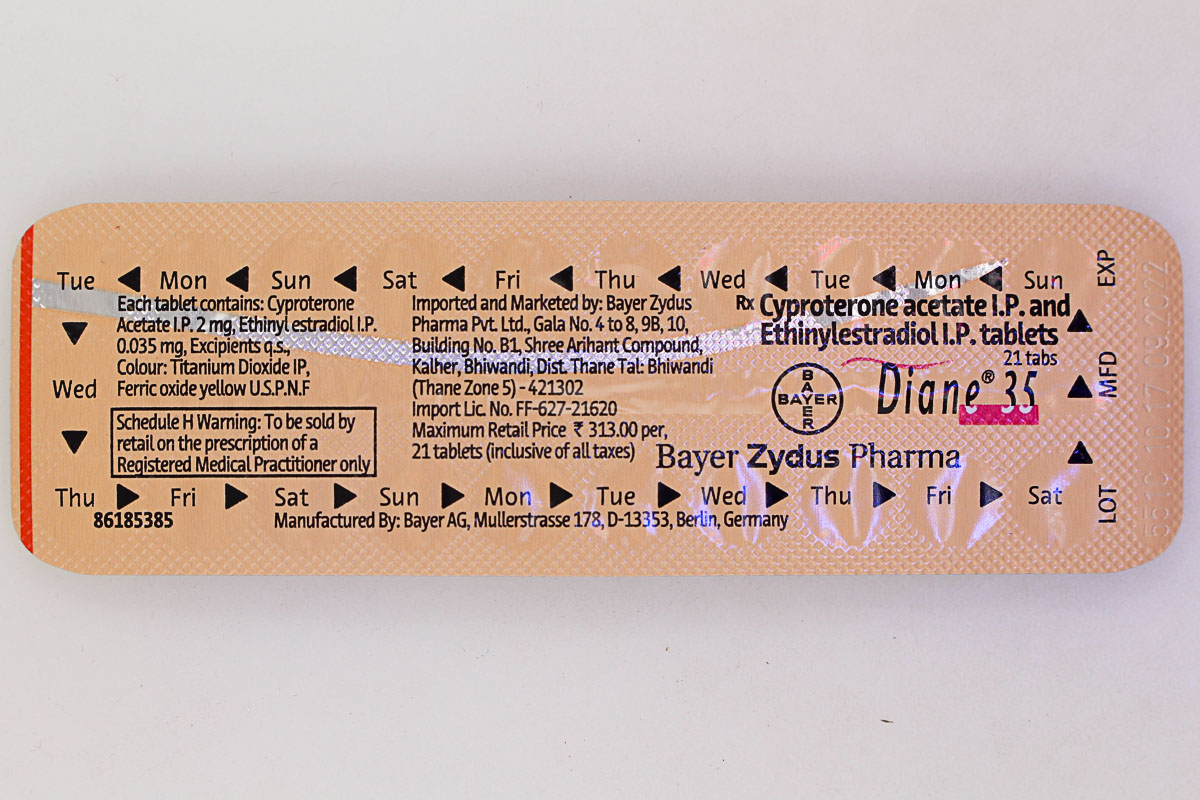 Tue Mon Sun Sat Fri Thu Wed Tue Mon Sun
EXP
Each tablet contains: Cyproterone
Acetate I.P. 2 mg, Ethinyl estradiol I.P.
0.035 mg, Excipients q.s.,
Colour: Titanium Dioxide IP,
Ferric oxide yellow U.S.P.N.F
Wed
Schedule H Warning: To be sold by
retail on the prescription of a
Registered Medical Practitioner only
Imported and Marketed by: Bayer Zydus
Pharma Pvt. Ltd., Gala No. 4 to 8, 9B, 10,
Building No. B1, Shree Arihant Compound,
Kalher, Bhiwandi, Dist. Thane Tal: Bhiwandi
(Thane Zone 5) - 421302
Import Lic. No. FF-627-21620
Maximum Retail Price ₹ 313.00 per,
21 tablets (inclusive of all taxes)
Rx Cyproterone acetate I.P. and
Ethinylestradiol I.P. tablets
21 tabs
BAYER
BAYER
Diane® 35
MFD
Bayer Zydus Pharma
Thu Fri Sat Sun Mon Tue Wed Thu Fri Sat
LOT
86185385
Manufactured By: Bayer AG, Mullerstrasse 178, D-13353, Berlin, Germany